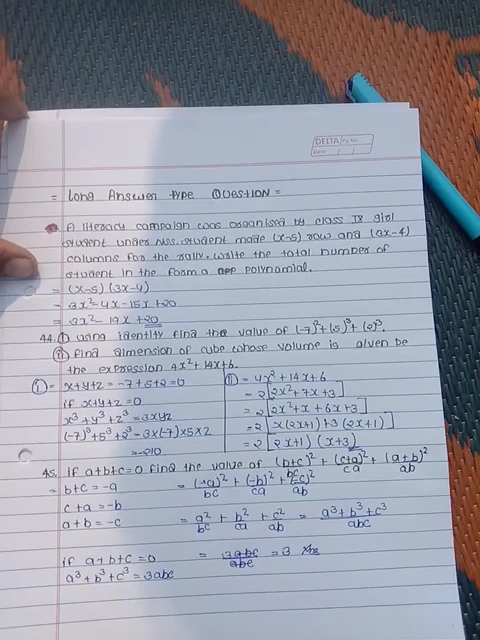 DELTA Pg No.
Date / /
= Long Answer type QUESTION =
A literacy campaign was organised by class IX girl
student under NSS. student made (x-5) row and (3x-4)
columns for the rally. write the total number of
student in the form a polynomial.
= (x-5) (3x-4)
= 3x²-4x-15x+20
= 3x²-19x+20
44. (i) using identity find the value of (-7)³+(5)³+(2)³.
(ii) find dimension of cube whose volume is given be
the expression 4x²+14x+6.
(i) = x+y+z = -7+5+2=0
if x+y+z=0
x³+y³+z³=3xyz
(-7)³+5³+2³=3x(-7)x5x2
=-210
(ii) = 4x²+14x+6
= 2[2x²+7x+3]
= 2[2x²+x+6x+3]
= 2[x(2x+1)+3(2x+1)]
= 2[2x+1)(x+3)
45. If a+b+c=0 find the value of (b+c)²/bc + (c+a)²/ca + (a+b)²/ab
= b+c = -a = (-a)²/bc + (-b)²/ca + (-c)²/ab
c+a = -b
a+b = -c = a²/bc + b²/ca + c²/ab = a³+b³+c³/abc
if a+b+c=0 = 3abc/abc = 3 Ans
a³+b³+c³=3abc